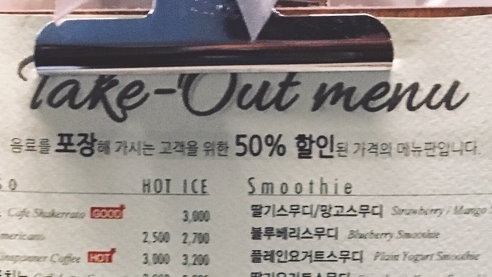 Take-Out menu
음료를 포장해 가시는 고객을 위한 50% 할인된 가격의 메뉴판입니다.
HOT ICE Smoothie
Cafe Shakerrato GOOD 3,000 딸기스무디/망고스무디 Strawberry / Mango
2,500 2,700 블루베리스무디 Blueberry Smoothie
Coffee HOT 3,000 3,200 플레인요거트스무디 Plain Yogurt Smoothie